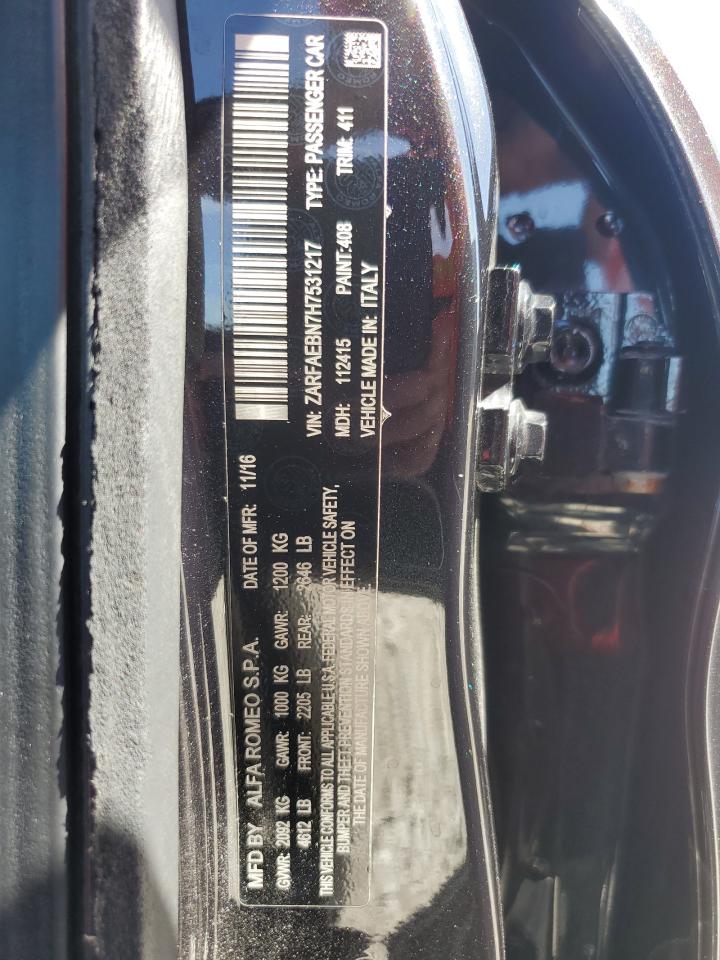 MFD BY ALFA ROMEO S.P.A. DATE OF MFR: 11/16
GVWR: 2092 KG GAWR: 1000 KG GAWR: 1200 KG
4612 LB FRONT: 2205 LB REAR: 2646 LB
THIS VEHICLE CONFORMS TO ALL APPLICABLE U.S.A. FEDERAL MOTOR VEHICLE SAFETY,
BUMPER AND THEFT PREVENTION STANDARDS IN EFFECT ON
THE DATE OF MANUFACTURE SHOWN ABOVE.
VIN: ZARFAEBN7H7531217 TYPE: PASSENGER CAR
MDH: 112415 PAINT: 408 TRIM: 411
VEHICLE MADE IN: ITALY